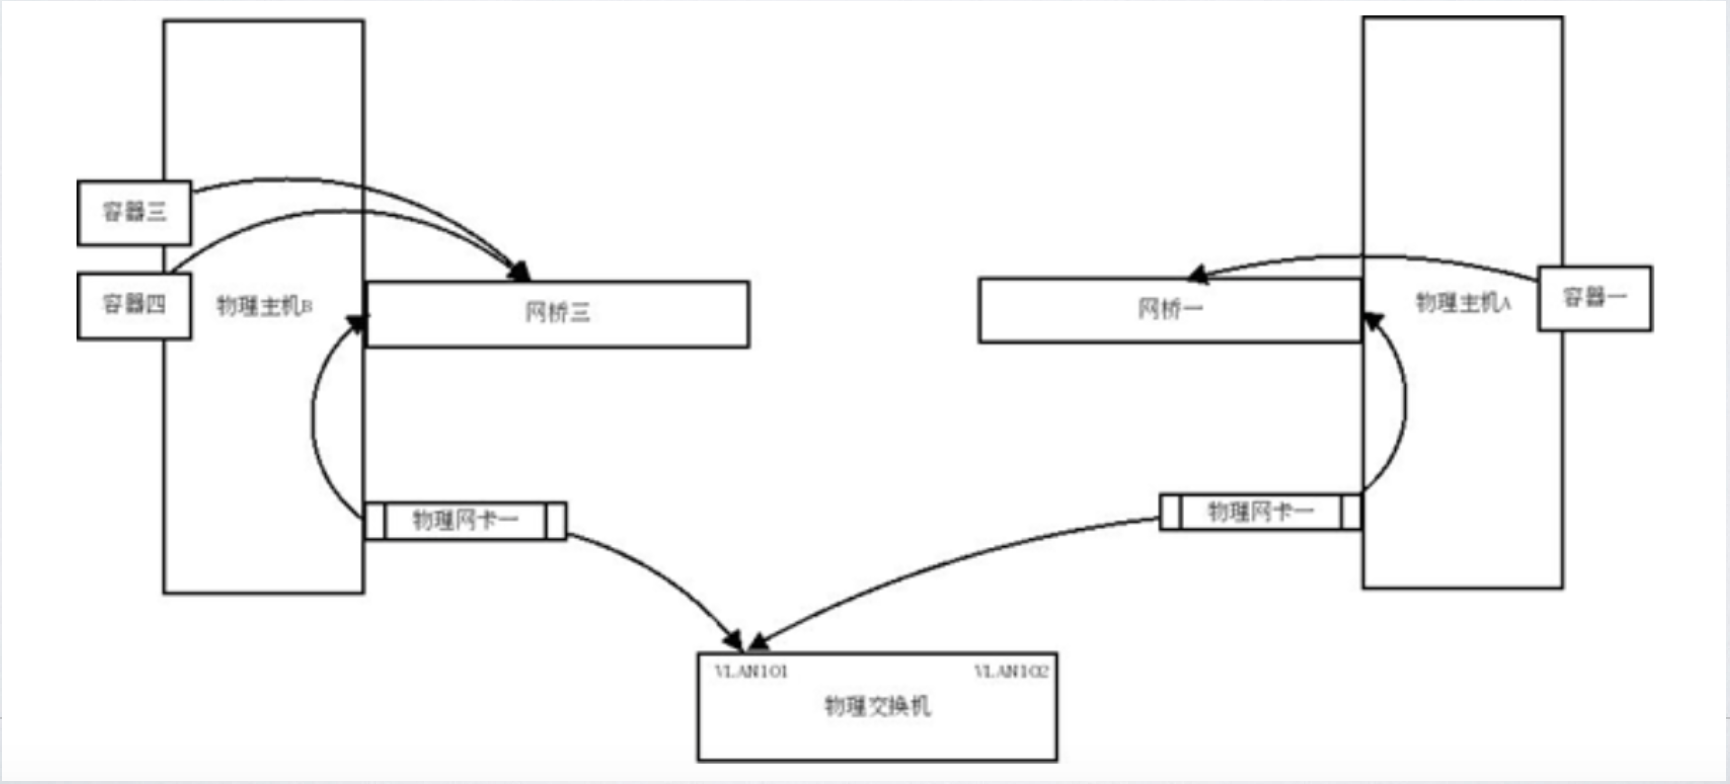 容器三
容器四
物理主机B
网桥三
网桥一
物理主机A
容器一
物理网卡一
物理网卡一
VLAN101
VLAN102
物理交换机